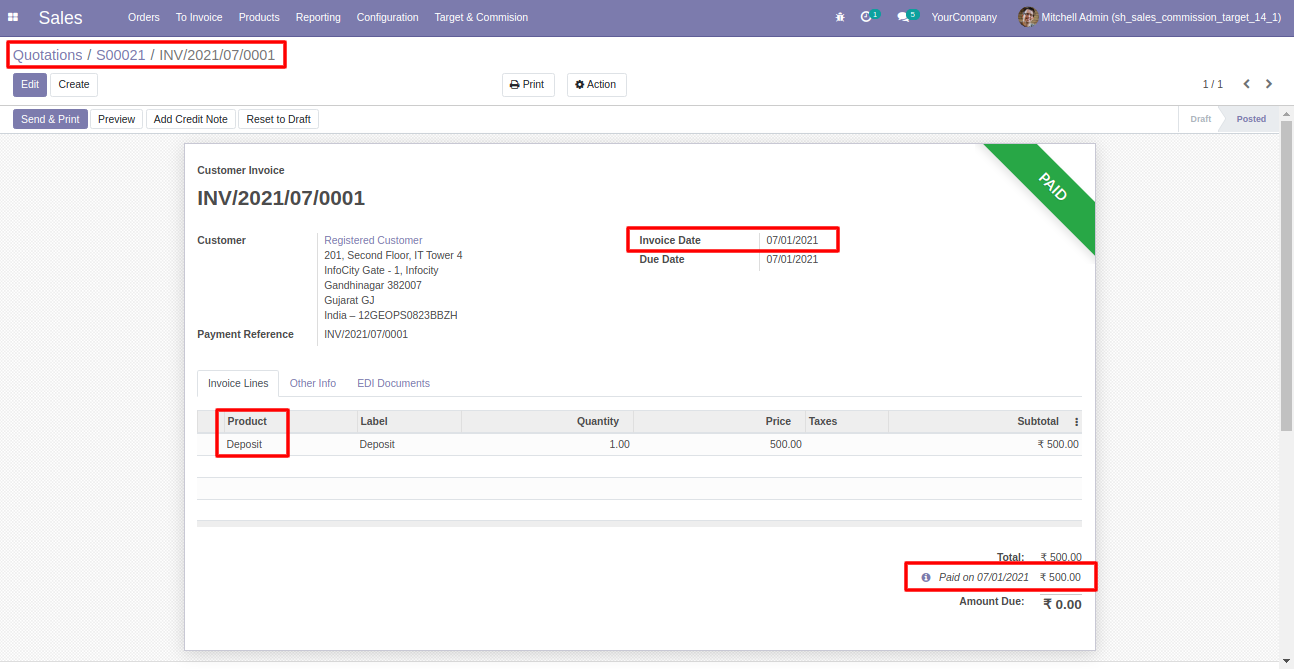 Sales Orders To Invoice Products Reporting Configuration Target & Commision 1 5 YourCompany Mitchell Admin (sh_sales_commission_target_14_1)
Quotations / S00021 / INV/2021/07/0001
Edit Create Print Action 1 / 1
Send & Print Preview Add Credit Note Reset to Draft Draft Posted
PAID
Customer Invoice
INV/2021/07/0001
Customer Registered Customer Invoice Date 07/01/2021
201, Second Floor, IT Tower 4 Due Date 07/01/2021
InfoCity Gate - 1, Infocity
Gandhinagar 382007
Gujarat GJ
India – 12GEOPS0823BBZH
Payment Reference INV/2021/07/0001
Invoice Lines Other Info EDI Documents
Product Label Quantity Price Taxes Subtotal
Deposit Deposit 1.00 500.00 ₹ 500.00
Total: ₹ 500.00
Paid on 07/01/2021 ₹ 500.00
Amount Due: ₹ 0.00